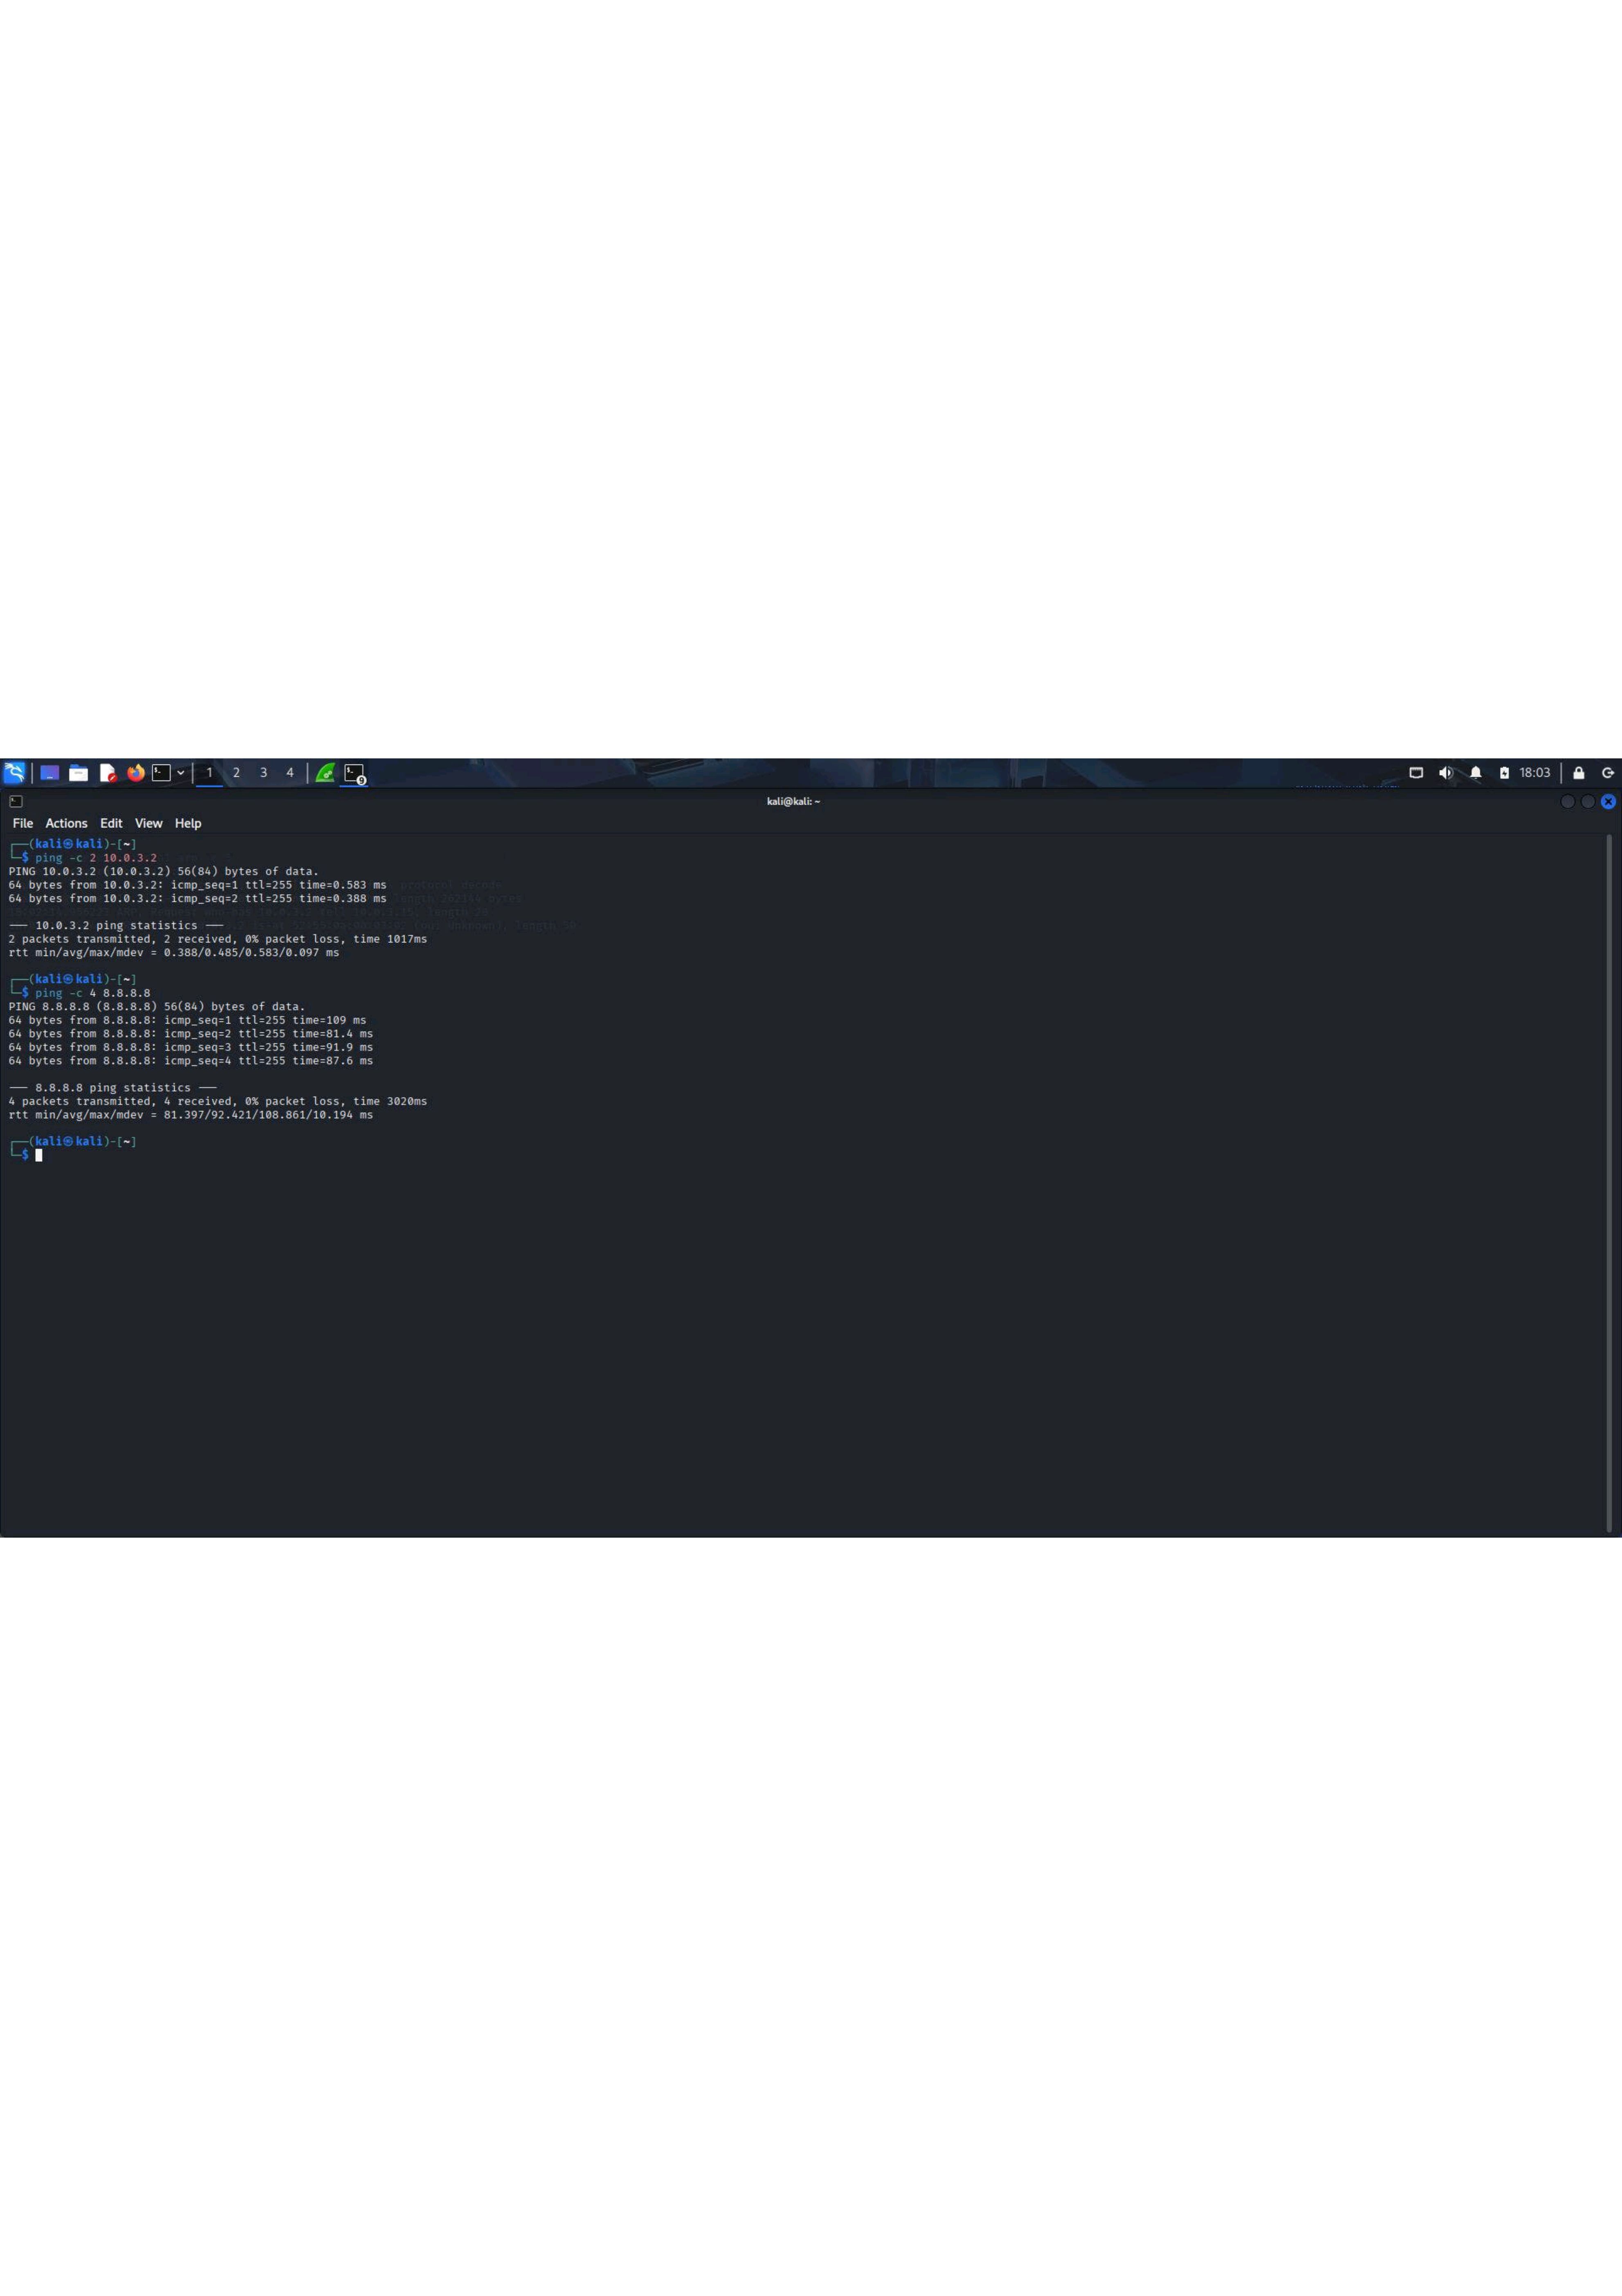 1 2 3 4 9 18:03
kali@kali: ~
File Actions Edit View Help
┌──(kali㉿kali)-[~]
└─$ ping -c 2 10.0.3.2
PING 10.0.3.2 (10.0.3.2) 56(84) bytes of data.
64 bytes from 10.0.3.2: icmp_seq=1 ttl=255 time=0.583 ms
64 bytes from 10.0.3.2: icmp_seq=2 ttl=255 time=0.388 ms
── 10.0.3.2 ping statistics ──
2 packets transmitted, 2 received, 0% packet loss, time 1017ms
rtt min/avg/max/mdev = 0.388/0.485/0.583/0.097 ms
┌──(kali㉿kali)-[~]
└─$ ping -c 4 8.8.8.8
PING 8.8.8.8 (8.8.8.8) 56(84) bytes of data.
64 bytes from 8.8.8.8: icmp_seq=1 ttl=255 time=109 ms
64 bytes from 8.8.8.8: icmp_seq=2 ttl=255 time=81.4 ms
64 bytes from 8.8.8.8: icmp_seq=3 ttl=255 time=91.9 ms
64 bytes from 8.8.8.8: icmp_seq=4 ttl=255 time=87.6 ms
── 8.8.8.8 ping statistics ──
4 packets transmitted, 4 received, 0% packet loss, time 3020ms
rtt min/avg/max/mdev = 81.397/92.421/108.861/10.194 ms
┌──(kali㉿kali)-[~]
└─$